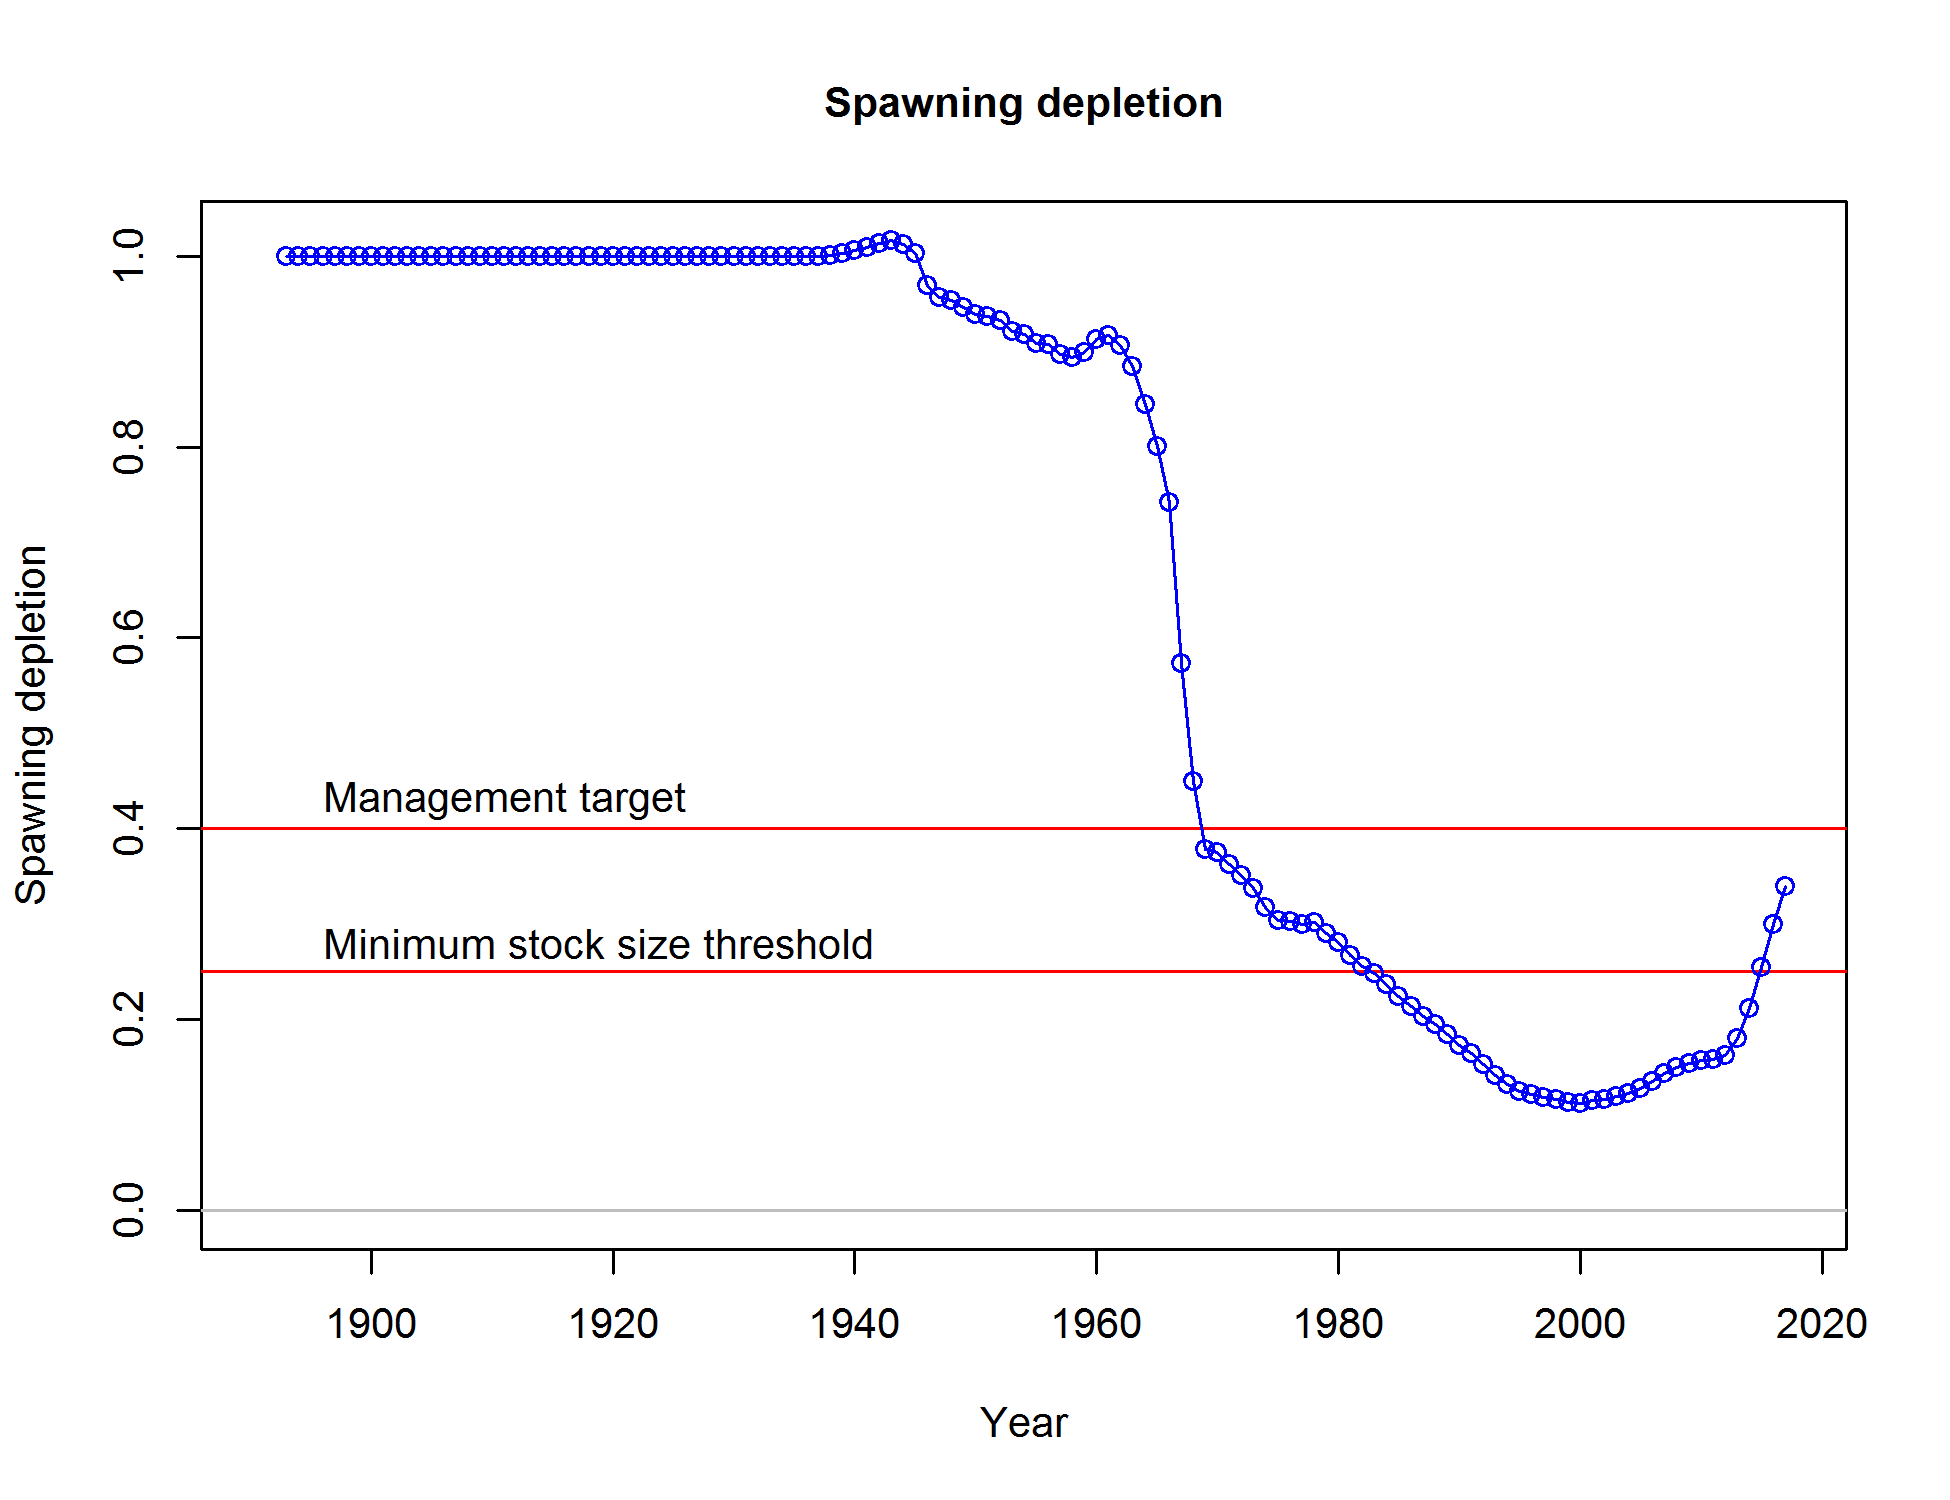 Spawning depletion
Spawning depletion
1.0
0.8
0.6
0.4
0.2
0.0
Management target
Minimum stock size threshold
1900 1920 1940 1960 1980 2000 2020
Year